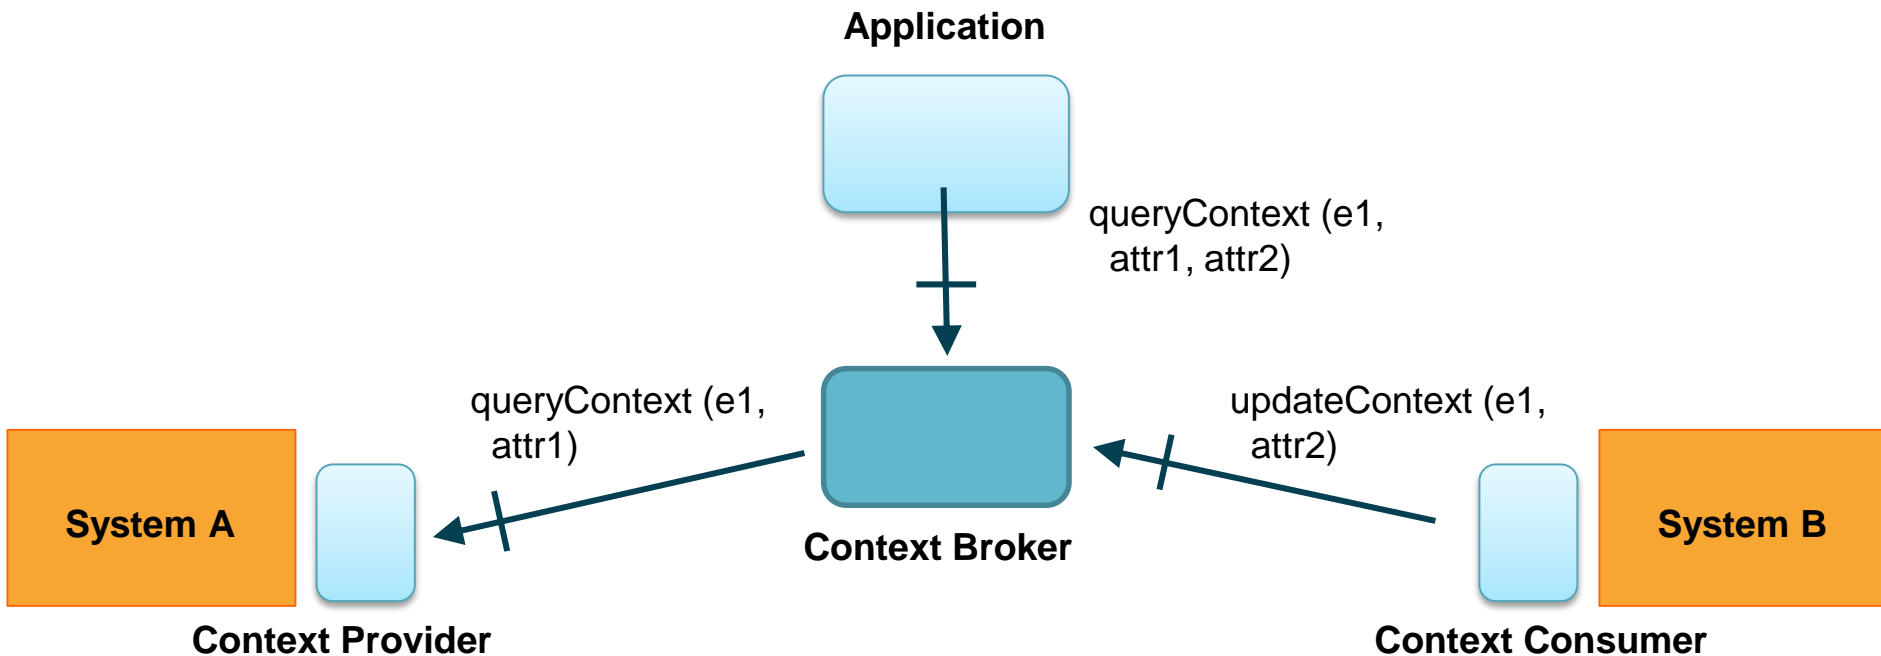 Application
queryContext (e1,
attr1, attr2)
queryContext (e1,
attr1)
updateContext (e1,
attr2)
System A
System B
Context Broker
Context Provider
Context Consumer